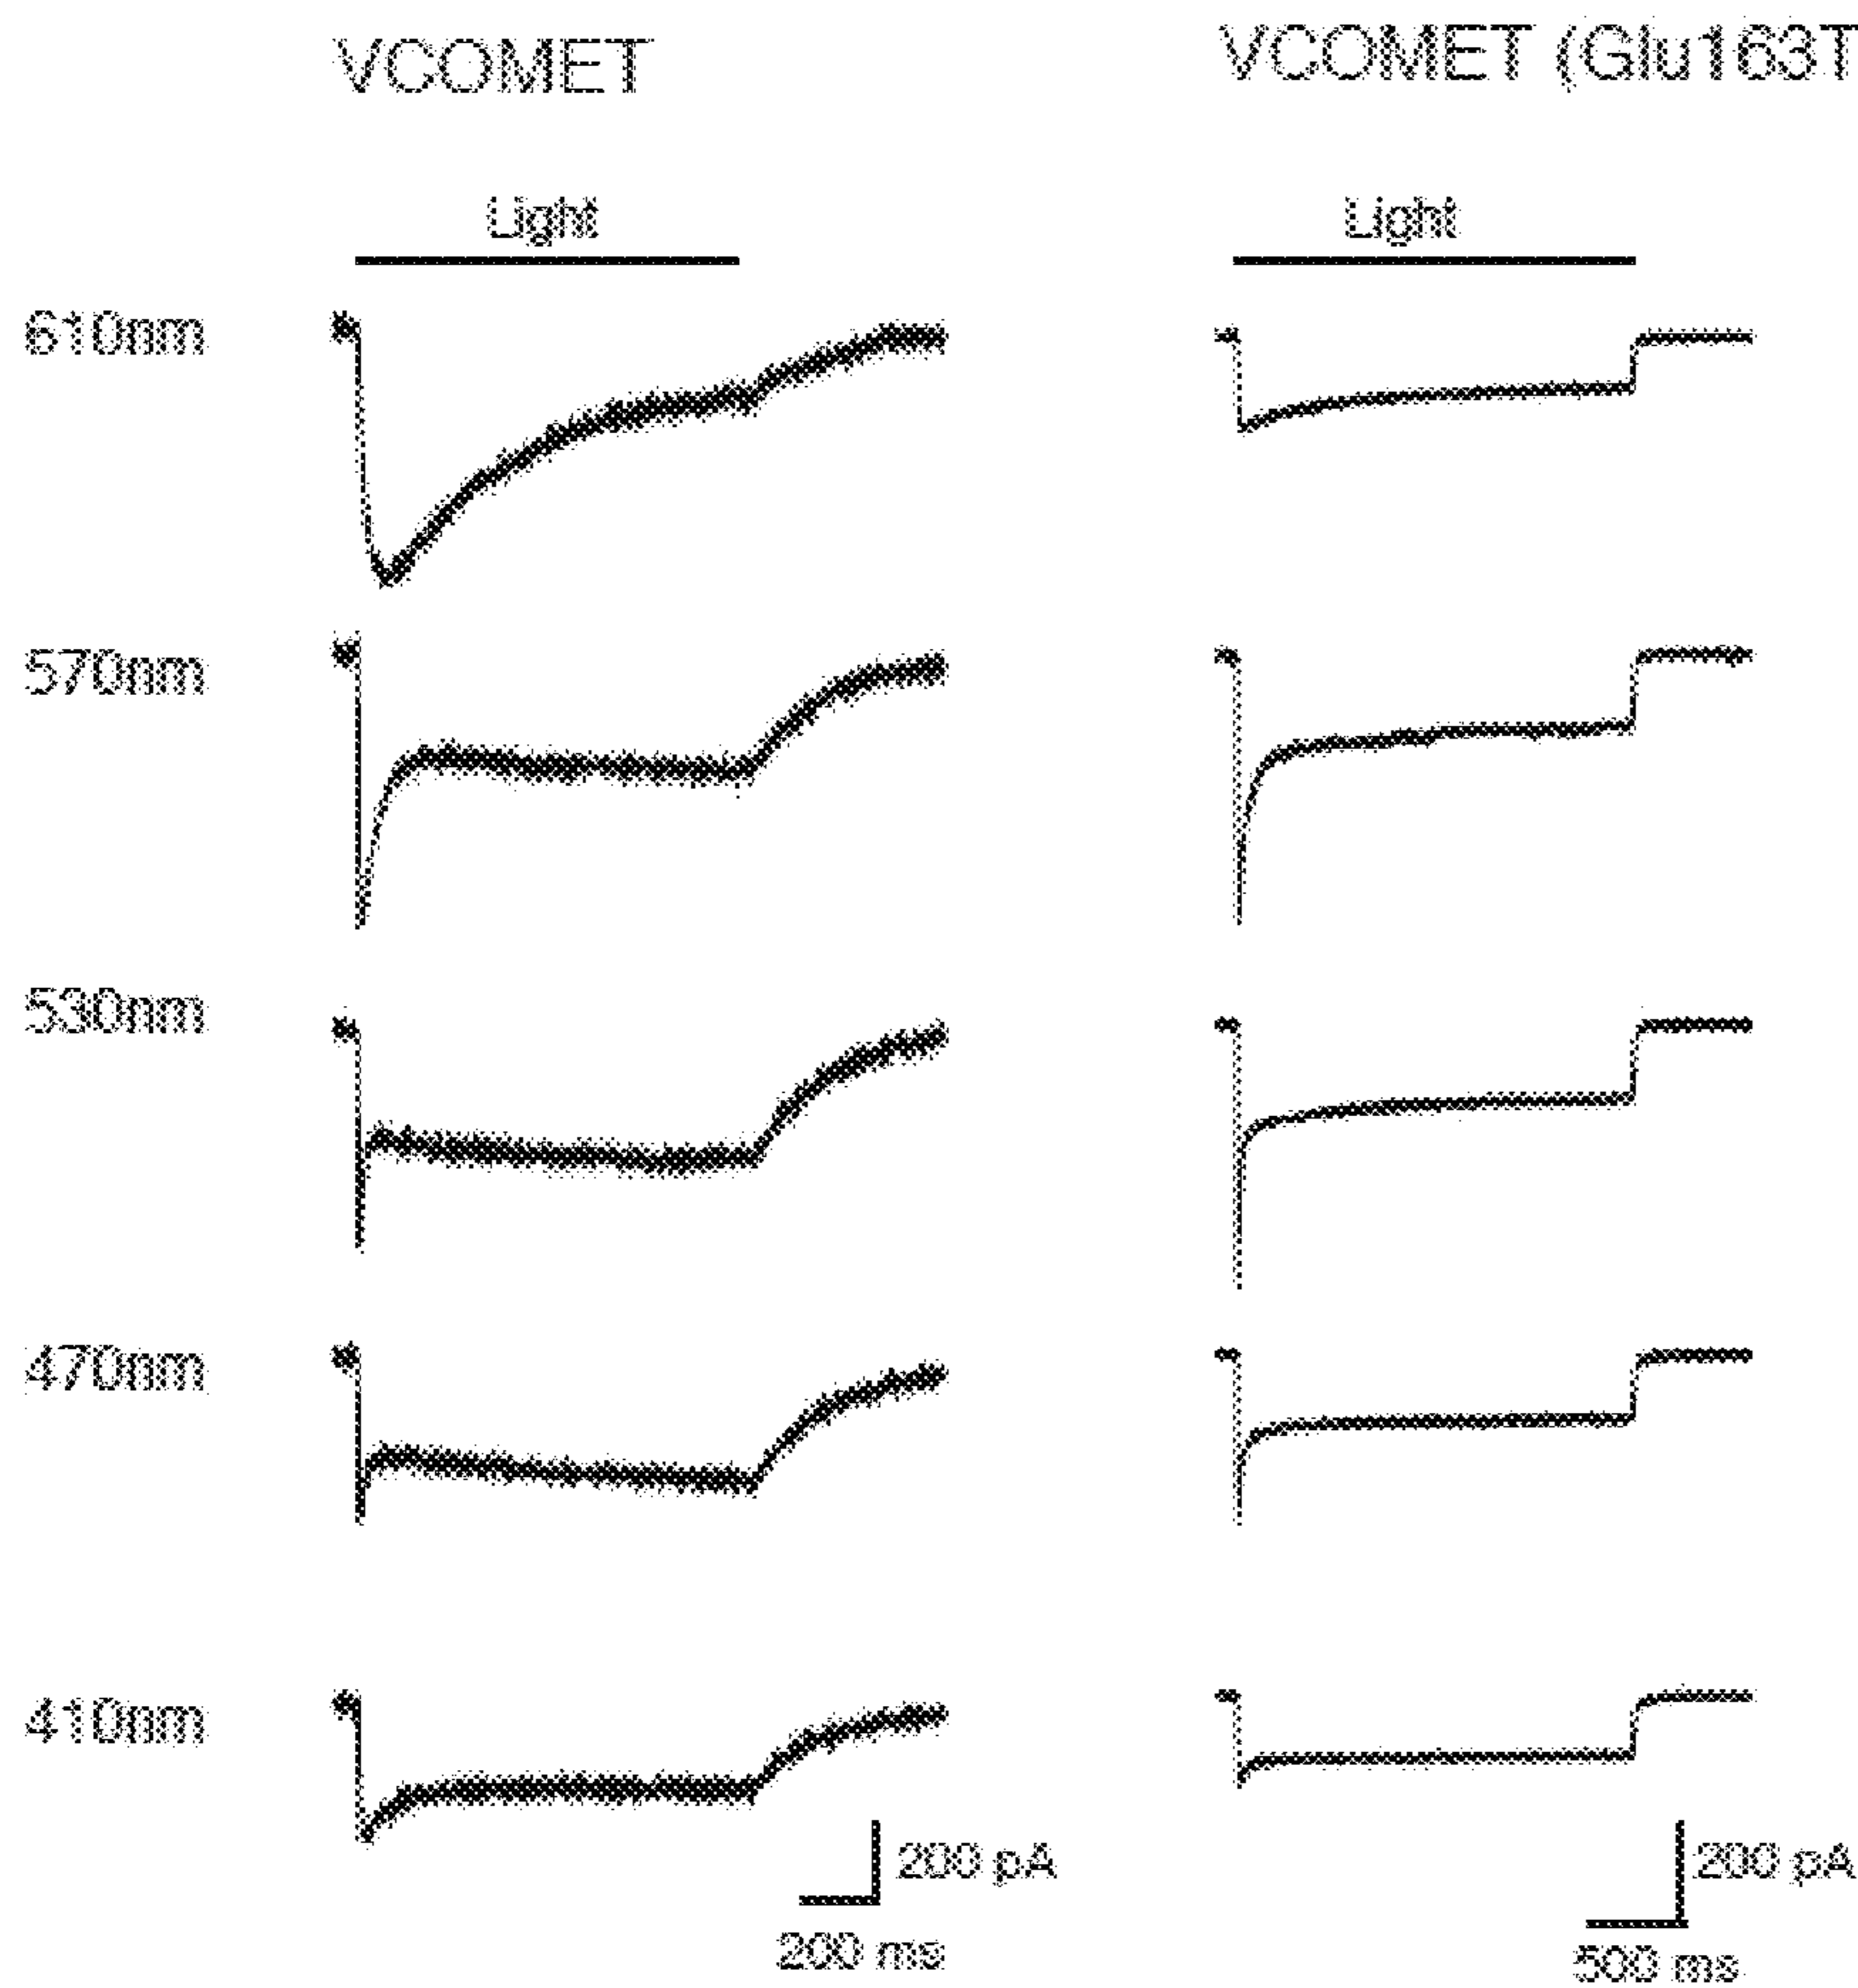 VCOMET
VCOMET (Glu163T
Light
Light
610nm
570nm
530nm
470nm
410nm
200 pA
200 ms
200 pA
500 ms